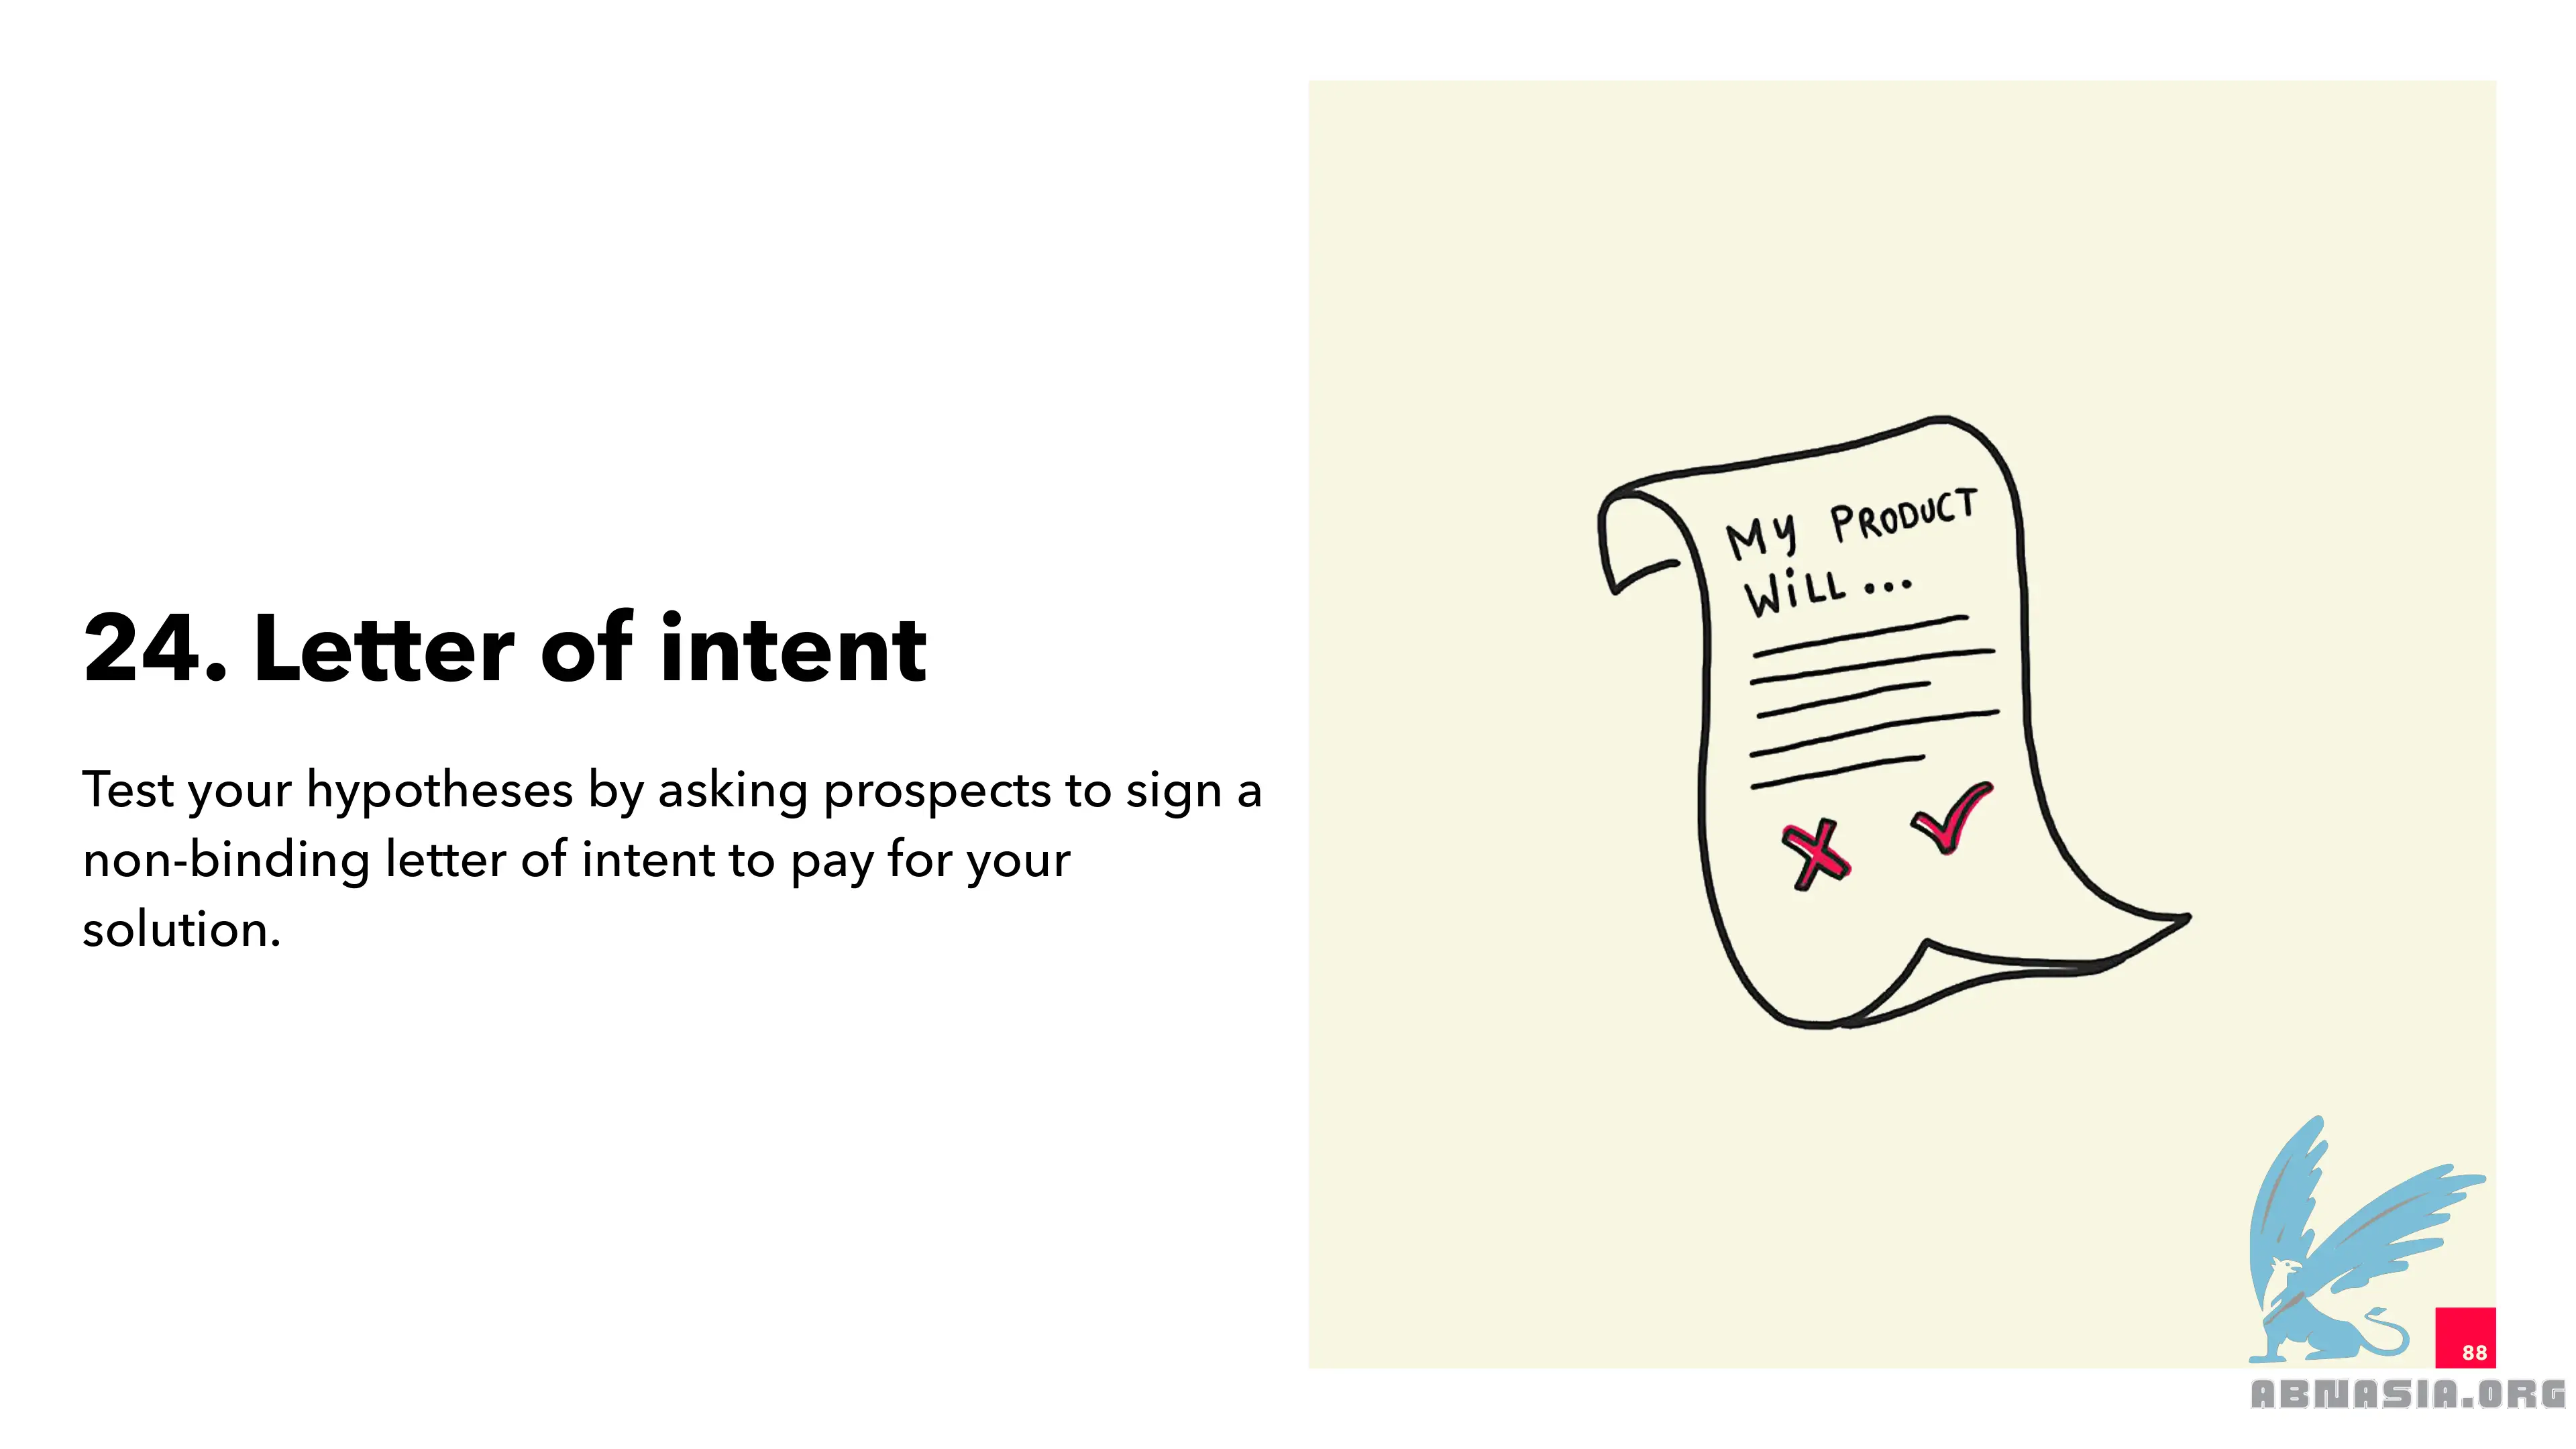 24. Letter of intent
Test your hypotheses by asking prospects to sign a
non-binding letter of intent to pay for your
solution.
My PRODUCT
WiLL...
88
ABNASIA.ORG